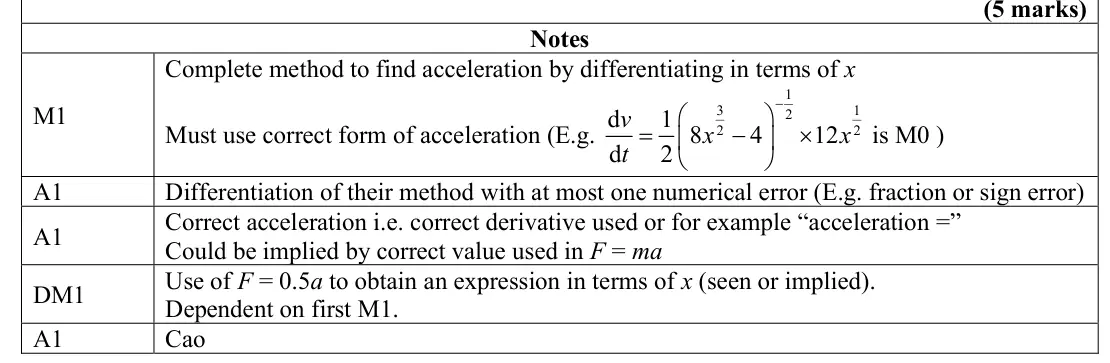 (5 marks)
Notes
M1
Complete method to find acceleration by differentiating in terms of x
Must use correct form of acceleration (E.g. dv/dt = 1/2 (8x^(3/2) − 4)^(−1/2) ×12x^(1/2) is M0 )
A1
Differentiation of their method with at most one numerical error (E.g. fraction or sign error)
A1
Correct acceleration i.e. correct derivative used or for example “acceleration =”
Could be implied by correct value used in F = ma
DM1
Use of F = 0.5a to obtain an expression in terms of x (seen or implied).
Dependent on first M1.
A1
Cao